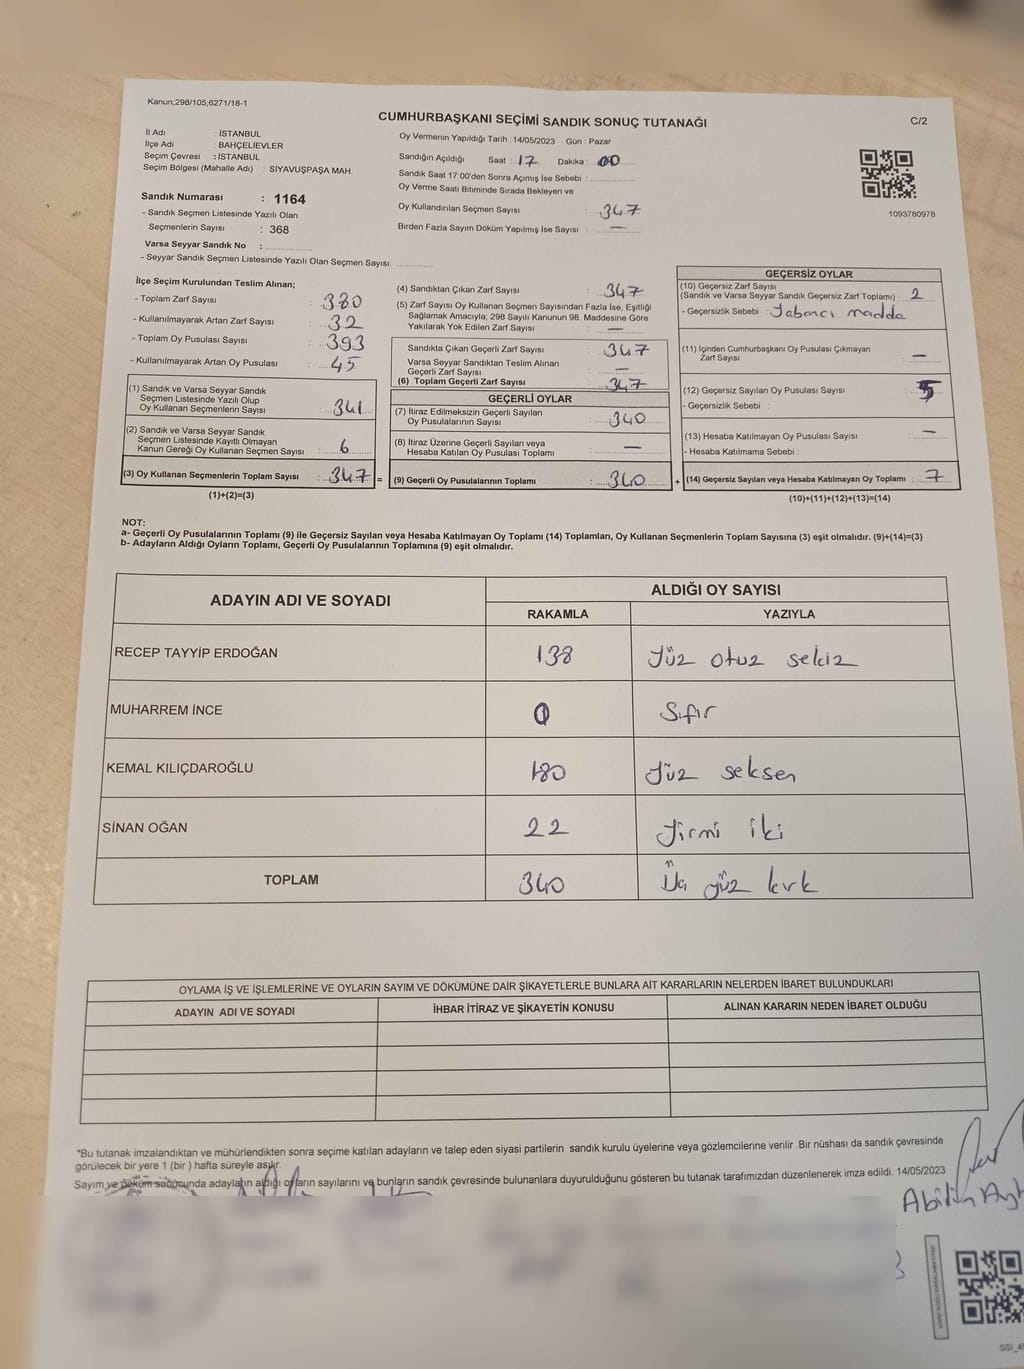 Kanun;298/105;6271/18-1
CUMHURBAŞKANI SEÇİMİ SANDIK SONUÇ TUTANAĞI
C/2
İl Adı : İSTANBUL
İlçe Adı : BAHÇELİEVLER
Seçim Çevresi : İSTANBUL
Seçim Bölgesi (Mahalle Adı) : SİYAVUŞPAŞA MAH.
Sandık Numarası : 1164
- Sandık Seçmen Listesinde Yazılı Olan
Seçmenlerin Sayısı : 368
Varsa Seyyar Sandık No :
- Seyyar Sandık Seçmen Listesinde Yazılı Olan Seçmen Sayısı:
Oy Vermenin Yapıldığı Tarih :14/05/2023 Gün : Pazar
Sandığın Açıldığı Saat : 17 Dakika : 00
Sandık Saat 17:00'den Sonra Açımış İse Sebebi :
Oy Verme Saati Bitiminde Sırada Bekleyen ve
Oy Kullandırılan Seçmen Sayısı : 347
Birden Fazla Sayım Döküm Yapılmış İse Sayısı : —
1093780978
İlçe Seçim Kurulundan Teslim Alınan;
- Toplam Zarf Sayısı : 380
- Kullanılmayarak Artan Zarf Sayısı : 32
- Toplam Oy Pusulası Sayısı : 393
- Kullanılmayarak Artan Oy Pusulası : 45
(1) Sandık ve Varsa Seyyar Sandık
Seçmen Listesinde Yazılı Olup
Oy Kullanan Seçmenlerin Sayısı : 341
(2) Sandık ve Varsa Seyyar Sandık
Seçmen Listesinde Kayıtlı Olmayan
Kanun Gereği Oy Kullanan Seçmen Sayısı : 6
(3) Oy Kullanan Seçmenlerin Toplam Sayısı : 347 =
(1)+(2)=(3)
(4) Sandıktan Çıkan Zarf Sayısı : 347
(5) Zarf Sayısı Oy Kullanan Seçmen Sayısından Fazla İse, Eşitliği
Sağlamak Amacıyla; 298 Sayılı Kanunun 98. Maddesine Göre
Yakılarak Yok Edilen Zarf Sayısı : —
Sandıkta Çıkan Geçerli Zarf Sayısı : 347
Varsa Seyyar Sandıktan Teslim Alınan
Geçerli Zarf Sayısı : —
(6) Toplam Geçerli Zarf Sayısı : 347
GEÇERLİ OYLAR
(7) İtiraz Edilmeksizin Geçerli Sayılan
Oy Pusulalarının Sayısı : 340
(8) İtiraz Üzerine Geçerli Sayılan veya
Hesaba Katılan Oy Pusulası Toplamı : —
(9) Geçerli Oy Pusulalarının Toplamı : 340 +
GEÇERSİZ OYLAR
(10) Geçersiz Zarf Sayısı
(Sandık ve Varsa Seyyar Sandık Geçersiz Zarf Toplamı) : 2
- Geçersizlik Sebebi : Yabancı madde
(11) İçinden Cumhurbaşkanı Oy Pusulası Çıkmayan
Zarf Sayısı : —
(12) Geçersiz Sayılan Oy Pusulası Sayısı : 5
- Geçersizlik Sebebi :
(13) Hesaba Katılmayan Oy Pusulası Sayısı : —
- Hesaba Katılmama Sebebi :
(14) Geçersiz Sayılan veya Hesaba Katılmayan Oy Toplamı : 7
(10)+(11)+(12)+(13)=(14)
NOT:
a- Geçerli Oy Pusulalarının Toplamı (9) ile Geçersiz Sayılan veya Hesaba Katılmayan Oy Toplamı (14) Toplamları, Oy Kullanan Seçmenlerin Toplam Sayısına (3) eşit olmalıdır. (9)+(14)=(3)
b- Adayların Aldığı Oyların Toplamı, Geçerli Oy Pusulalarının Toplamına (9) eşit olmalıdır.
ADAYIN ADI VE SOYADI ALDIĞI OY SAYISI
RAKAMLA YAZIYLA
RECEP TAYYİP ERDOĞAN 138 Yüz otuz sekiz
MUHARREM İNCE 0 Sıfır
KEMAL KILIÇDAROĞLU 180 Yüz seksen
SİNAN OĞAN 22 Yirmi iki
TOPLAM 340 Üç yüz kırk
OYLAMA İŞ VE İŞLEMLERİNE VE OYLARIN SAYIM VE DÖKÜMÜNE DAİR ŞİKAYETLERLE BUNLARA AİT KARARLARIN NELERDEN İBARET BULUNDUKLARI
ADAYIN ADI VE SOYADI İHBAR İTİRAZ VE ŞİKAYETİN KONUSU ALINAN KARARIN NEDEN İBARET OLDUĞU
*Bu tutanak imzalandıktan ve mühürlendikten sonra seçime katılan adayların ve talep eden siyasi partilerin sandık kurulu üyelerine veya gözlemcilerine verilir .Bir nüshası da sandık çevresinde
görülecek bir yere 1 (bir ) hafta süreyle asılır.
Sayım ve döküm sonucunda adayların aldığı oyların sayılarını ve bunların sandık çevresinde bulunanlara duyurulduğunu gösteren bu tutanak tarafımızdan düzenlenerek imza edildi. 14/05/2023